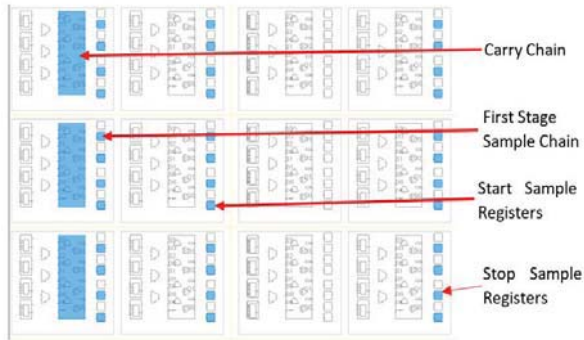 Carry Chain
First Stage
Sample Chain
Start Sample
Registers
Stop Sample
Registers